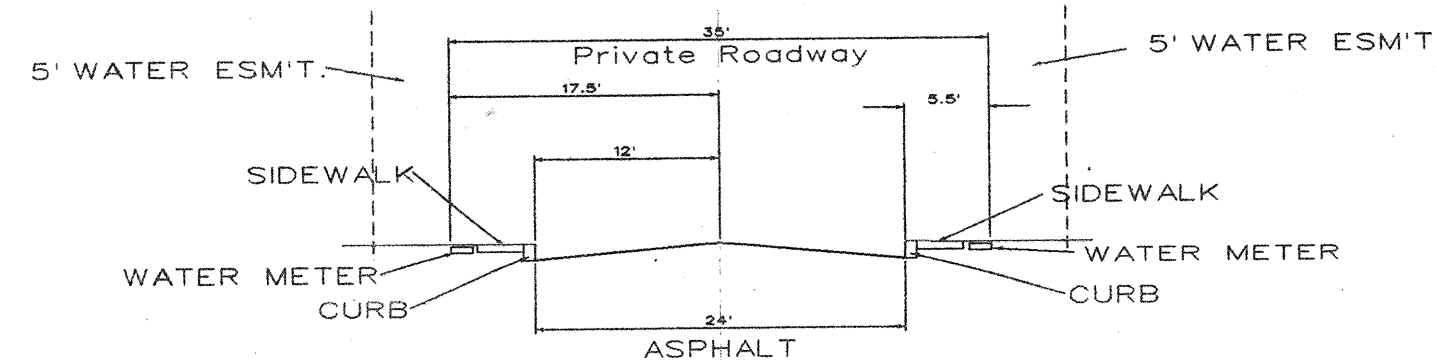 35'
Private Roadway
5' WATER ESM'T.
5' WATER ESM'T
17.5'
5.5'
12'
SIDEWALK
SIDEWALK
WATER METER
WATER METER
CURB
CURB
24'
ASPHALT